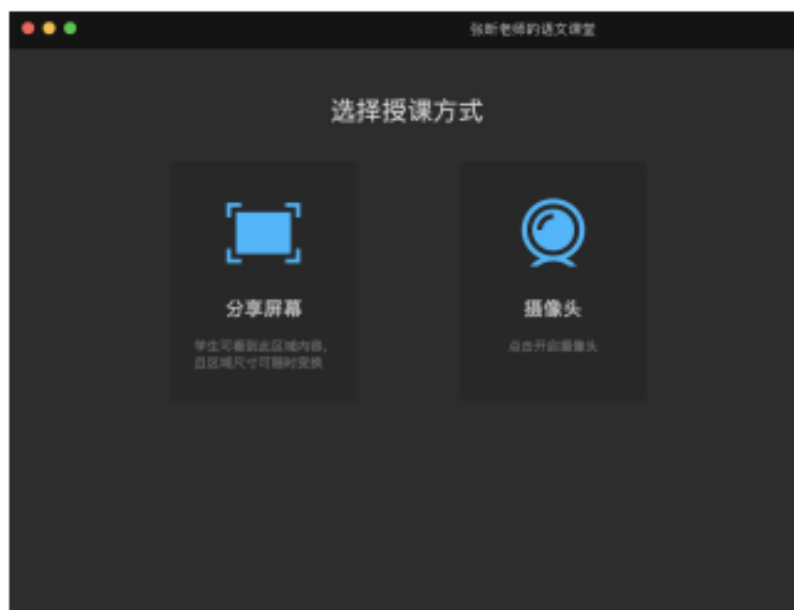 张昕老师的语文课堂
选择授课方式
分享屏幕
学生可看到此区域内容,
且区域尺寸可随时变换
摄像头
点击开启摄像头